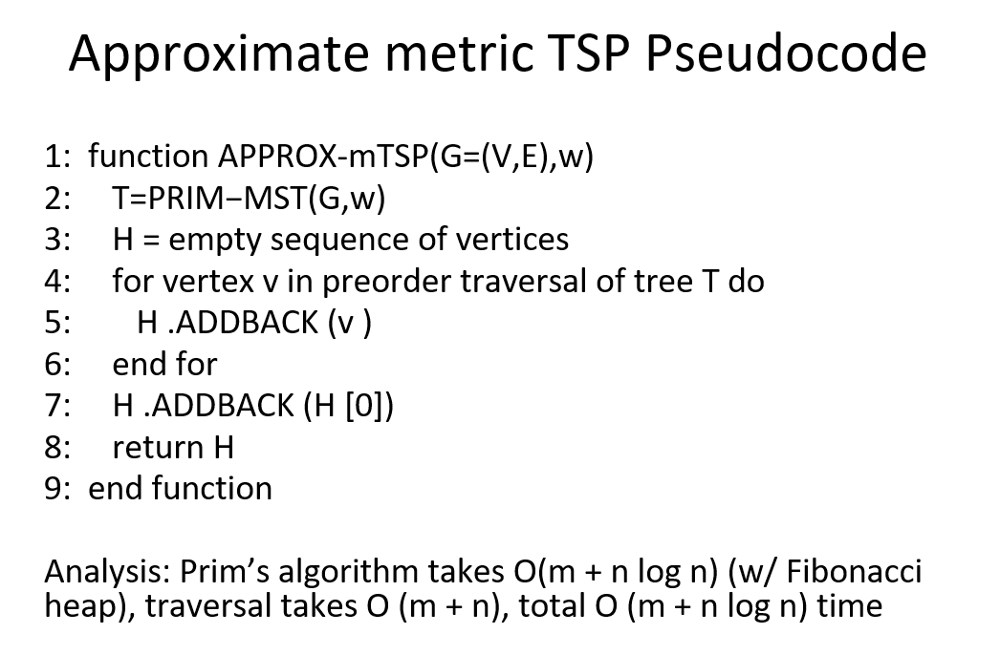 Approximate metric TSP Pseudocode
1: function APPROX-mTSP(G=(V,E),w)
2: T=PRIM−MST(G,w)
3: H = empty sequence of vertices
4: for vertex v in preorder traversal of tree T do
5: H .ADDBACK (v )
6: end for
7: H .ADDBACK (H [0])
8: return H
9: end function
Analysis: Prim’s algorithm takes O(m + n log n) (w/ Fibonacci
heap), traversal takes O (m + n), total O (m + n log n) time